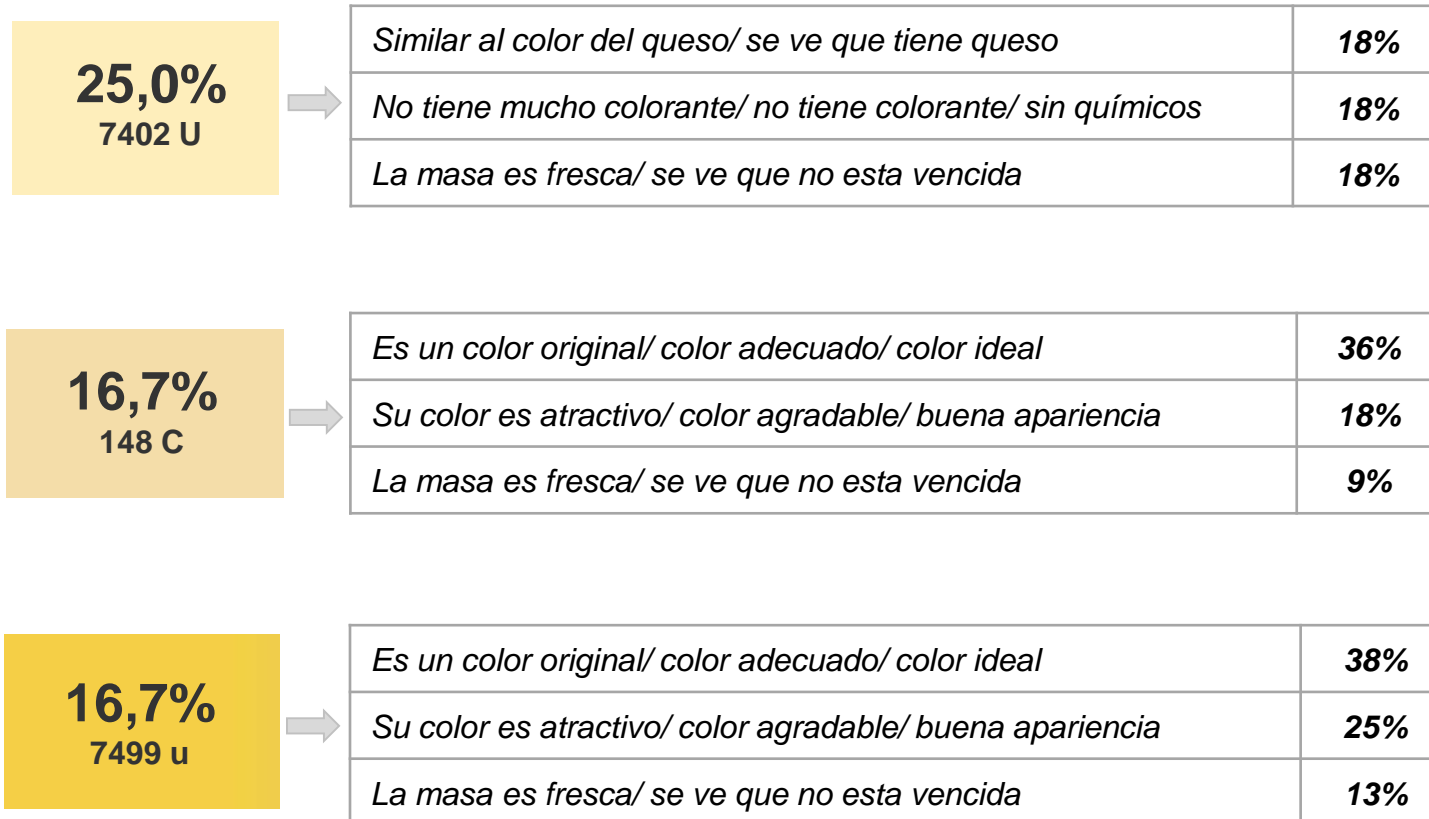 25,0%
7402 U
Similar al color del queso/ se ve que tiene queso 18%
No tiene mucho colorante/ no tiene colorante/ sin químicos 18%
La masa es fresca/ se ve que no esta vencida 18%
16,7%
148 C
Es un color original/ color adecuado/ color ideal 36%
Su color es atractivo/ color agradable/ buena apariencia 18%
La masa es fresca/ se ve que no esta vencida 9%
16,7%
7499 u
Es un color original/ color adecuado/ color ideal 38%
Su color es atractivo/ color agradable/ buena apariencia 25%
La masa es fresca/ se ve que no esta vencida 13%